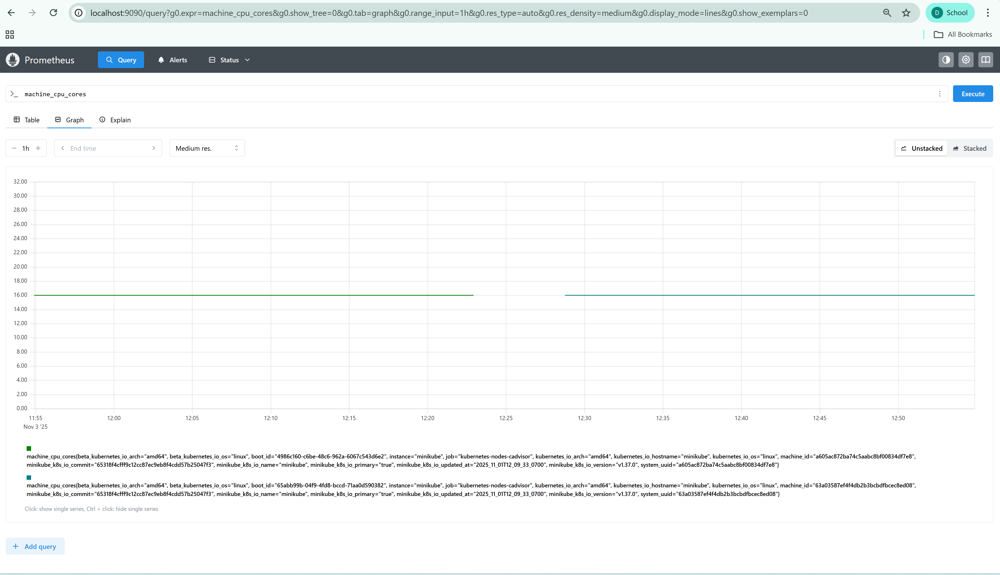 localhost:9090/query?g0.expr=machine_cpu_cores&g0.show_tree=0&g0.tab=graph&g0.range_input=1h&g0.res_type=auto&g0.res_density=medium&g0.display_mode=lines&g0.show_exemplars=0
D School
All Bookmarks
Prometheus
Query
Alerts
Status
machine_cpu_cores
Execute
Table
Graph
Explain
1h
End time
Medium res.
Unstacked
Stacked
32.00
30.00
28.00
26.00
24.00
22.00
20.00
18.00
16.00
14.00
12.00
10.00
8.00
6.00
4.00
2.00
0.00
11:55 12:00 12:05 12:10 12:15 12:20 12:25 12:30 12:35 12:40 12:45 12:50
Nov 3 '25
machine_cpu_cores{beta_kubernetes_io_arch="amd64", beta_kubernetes_io_os="linux", boot_id="4986c160-c6be-48c6-962a-6067c543d6e2", instance="minikube", job="kubernetes-nodes-cadvisor", kubernetes_io_arch="amd64", kubernetes_io_hostname="minikube", kubernetes_io_os="linux", machine_id="a605ac872ba74c5aabc8bf00834df7e8",
minikube_k8s_io_commit="65318f4cfff9c12cc87ec9eb8f4cdd57b25047f3", minikube_k8s_io_name="minikube", minikube_k8s_io_primary="true", minikube_k8s_io_updated_at="2025_11_01T12_09_33_0700", minikube_k8s_io_version="v1.37.0", system_uuid="a605ac872ba74c5aabc8bf00834df7e8"}
machine_cpu_cores{beta_kubernetes_io_arch="amd64", beta_kubernetes_io_os="linux", boot_id="65abb99b-04f9-4fd8-bccd-71aa0d590382", instance="minikube", job="kubernetes-nodes-cadvisor", kubernetes_io_arch="amd64", kubernetes_io_hostname="minikube", kubernetes_io_os="linux", machine_id="63a03587ef4f4db2b3bcbdfbcec8ed08",
minikube_k8s_io_commit="65318f4cfff9c12cc87ec9eb8f4cdd57b25047f3", minikube_k8s_io_name="minikube", minikube_k8s_io_primary="true", minikube_k8s_io_updated_at="2025_11_01T12_09_33_0700", minikube_k8s_io_version="v1.37.0", system_uuid="63a03587ef4f4db2b3bcbdfbcec8ed08"}
Click: show single series, Ctrl + click: hide single series
Add query